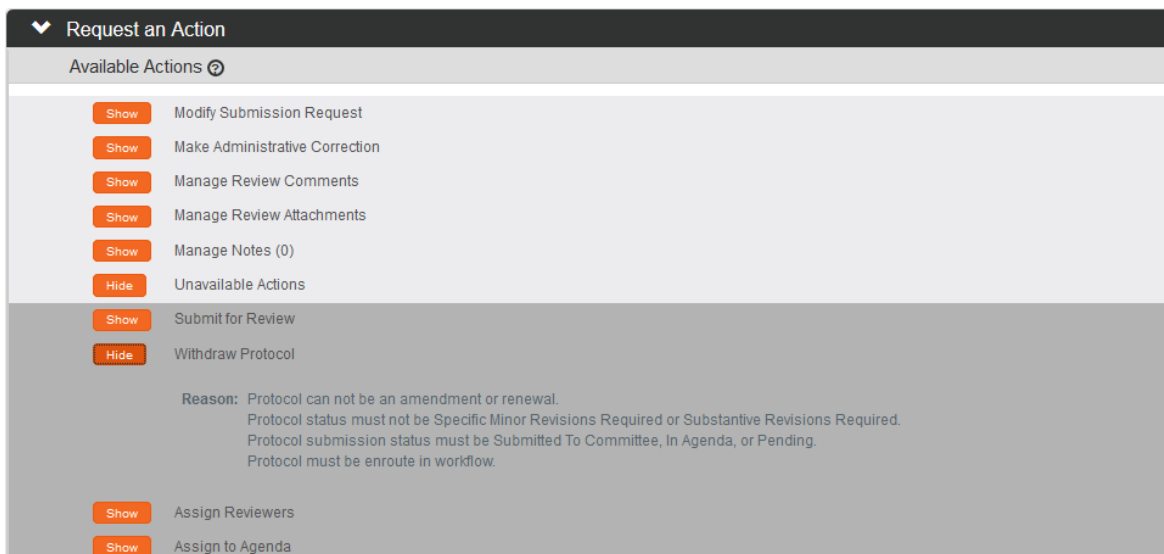 Request an Action
Available Actions ?
Show Modify Submission Request
Show Make Administrative Correction
Show Manage Review Comments
Show Manage Review Attachments
Show Manage Notes (0)
Hide Unavailable Actions
Show Submit for Review
Hide Withdraw Protocol
Reason: Protocol can not be an amendment or renewal.
Protocol status must not be Specific Minor Revisions Required or Substantive Revisions Required.
Protocol submission status must be Submitted To Committee, In Agenda, or Pending.
Protocol must be enroute in workflow.
Show Assign Reviewers
Show Assign to Agenda